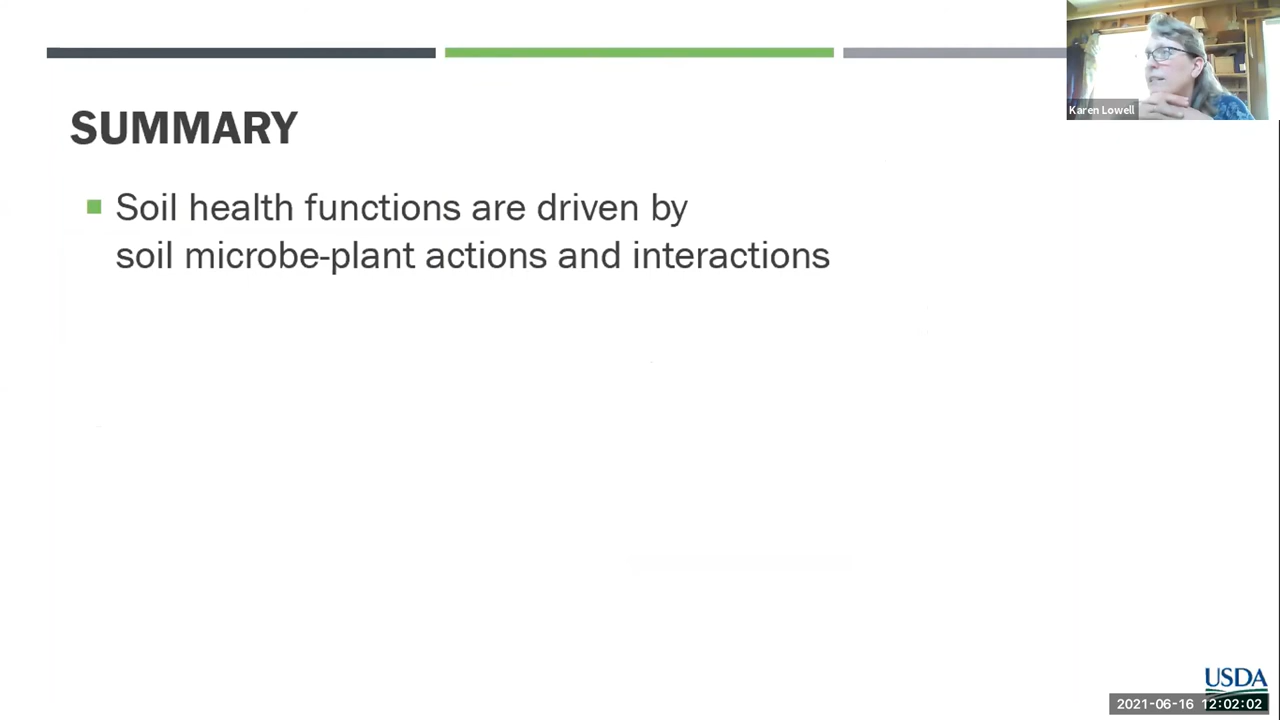 Karen Lowell
SUMMARY
Soil health functions are driven by
soil microbe-plant actions and interactions
USDA
2021-06-16 12:02:02